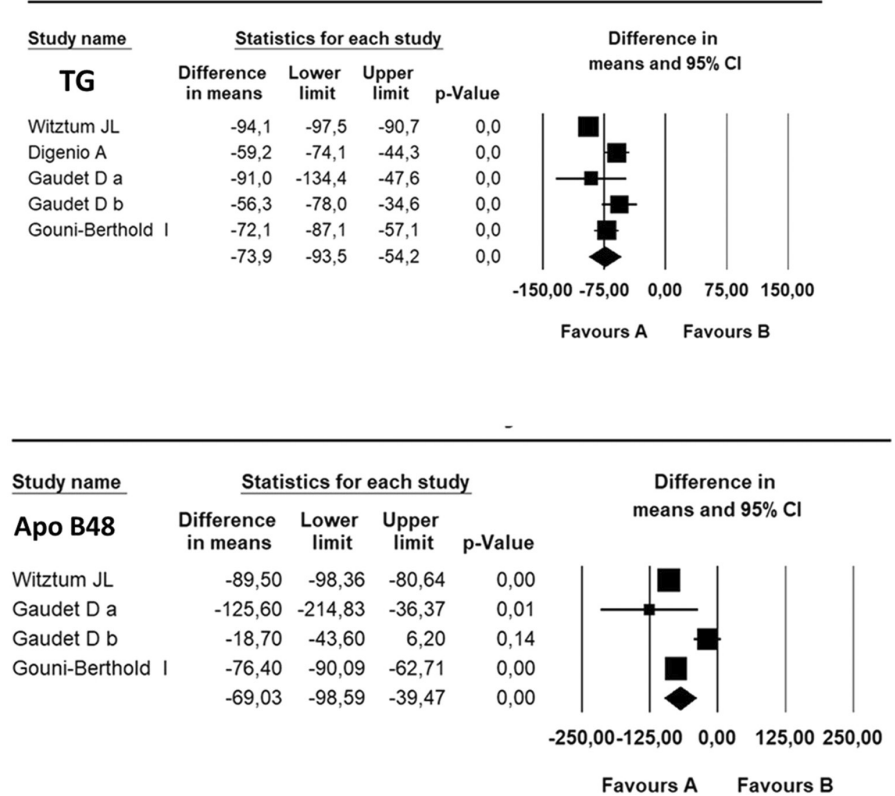 Study name Statistics for each study Difference in
means and 95% CI
TG
Difference Lower Upper
in means limit limit p-Value
Witztum JL -94,1 -97,5 -90,7 0,0
Digenio A -59,2 -74,1 -44,3 0,0
Gaudet D a -91,0 -134,4 -47,6 0,0
Gaudet D b -56,3 -78,0 -34,6 0,0
Gouni-Berthold I -72,1 -87,1 -57,1 0,0
-73,9 -93,5 -54,2 0,0
-150,00 -75,00 0,00 75,00 150,00
Favours A Favours B
Study name Statistics for each study Difference in
means and 95% CI
Apo B48
Difference Lower Upper
in means limit limit p-Value
Witztum JL -89,50 -98,36 -80,64 0,00
Gaudet D a -125,60 -214,83 -36,37 0,01
Gaudet D b -18,70 -43,60 6,20 0,14
Gouni-Berthold I -76,40 -90,09 -62,71 0,00
-69,03 -98,59 -39,47 0,00
-250,00 -125,00 0,00 125,00 250,00
Favours A Favours B